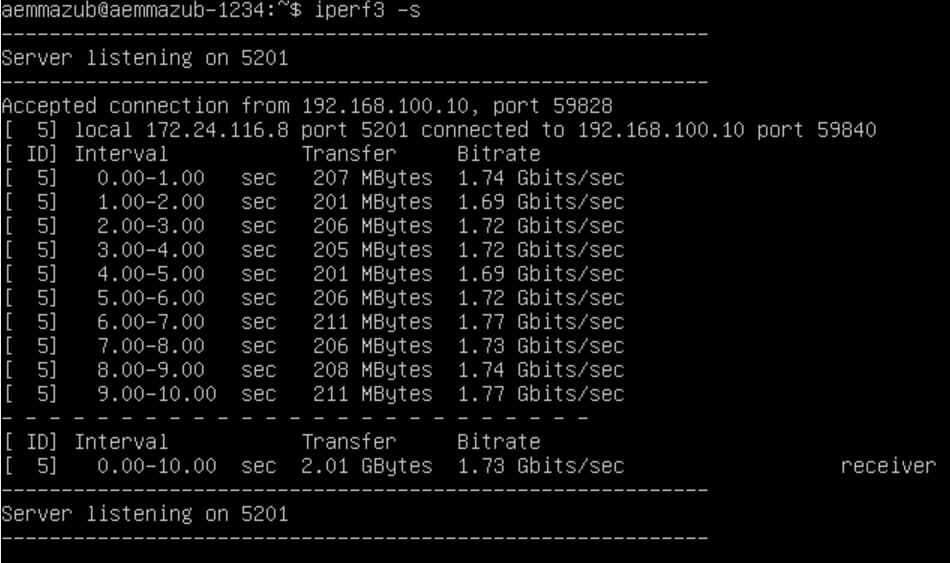 aemmazub@aemmazub-1234:~$ iperf3 -s
-----------------------------------------------------------
Server listening on 5201
-----------------------------------------------------------
Accepted connection from 192.168.100.10, port 59828
[  5] local 172.24.116.8 port 5201 connected to 192.168.100.10 port 59840
[ ID] Interval           Transfer     Bitrate
[  5]   0.00-1.00   sec   207 MBytes  1.74 Gbits/sec
[  5]   1.00-2.00   sec   201 MBytes  1.69 Gbits/sec
[  5]   2.00-3.00   sec   206 MBytes  1.72 Gbits/sec
[  5]   3.00-4.00   sec   205 MBytes  1.72 Gbits/sec
[  5]   4.00-5.00   sec   201 MBytes  1.69 Gbits/sec
[  5]   5.00-6.00   sec   206 MBytes  1.72 Gbits/sec
[  5]   6.00-7.00   sec   211 MBytes  1.77 Gbits/sec
[  5]   7.00-8.00   sec   206 MBytes  1.73 Gbits/sec
[  5]   8.00-9.00   sec   208 MBytes  1.74 Gbits/sec
[  5]   9.00-10.00  sec   211 MBytes  1.77 Gbits/sec
- - - - - - - - - - - - - - - - - - - - - - - - -
[ ID] Interval           Transfer     Bitrate
[  5]   0.00-10.00  sec  2.01 GBytes  1.73 Gbits/sec                  receiver
-----------------------------------------------------------
Server listening on 5201
-----------------------------------------------------------